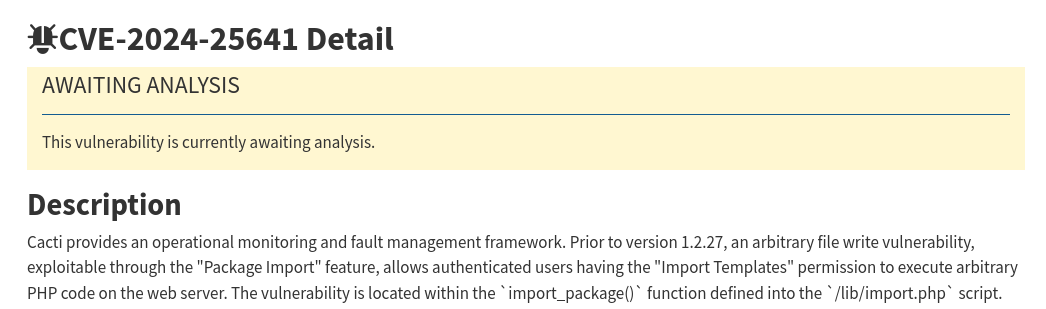 CVE-2024-25641 Detail
AWAITING ANALYSIS
This vulnerability is currently awaiting analysis.
Description
Cacti provides an operational monitoring and fault management framework. Prior to version 1.2.27, an arbitrary file write vulnerability,
exploitable through the "Package Import" feature, allows authenticated users having the "Import Templates" permission to execute arbitrary
PHP code on the web server. The vulnerability is located within the `import_package()` function defined into the `/lib/import.php` script.